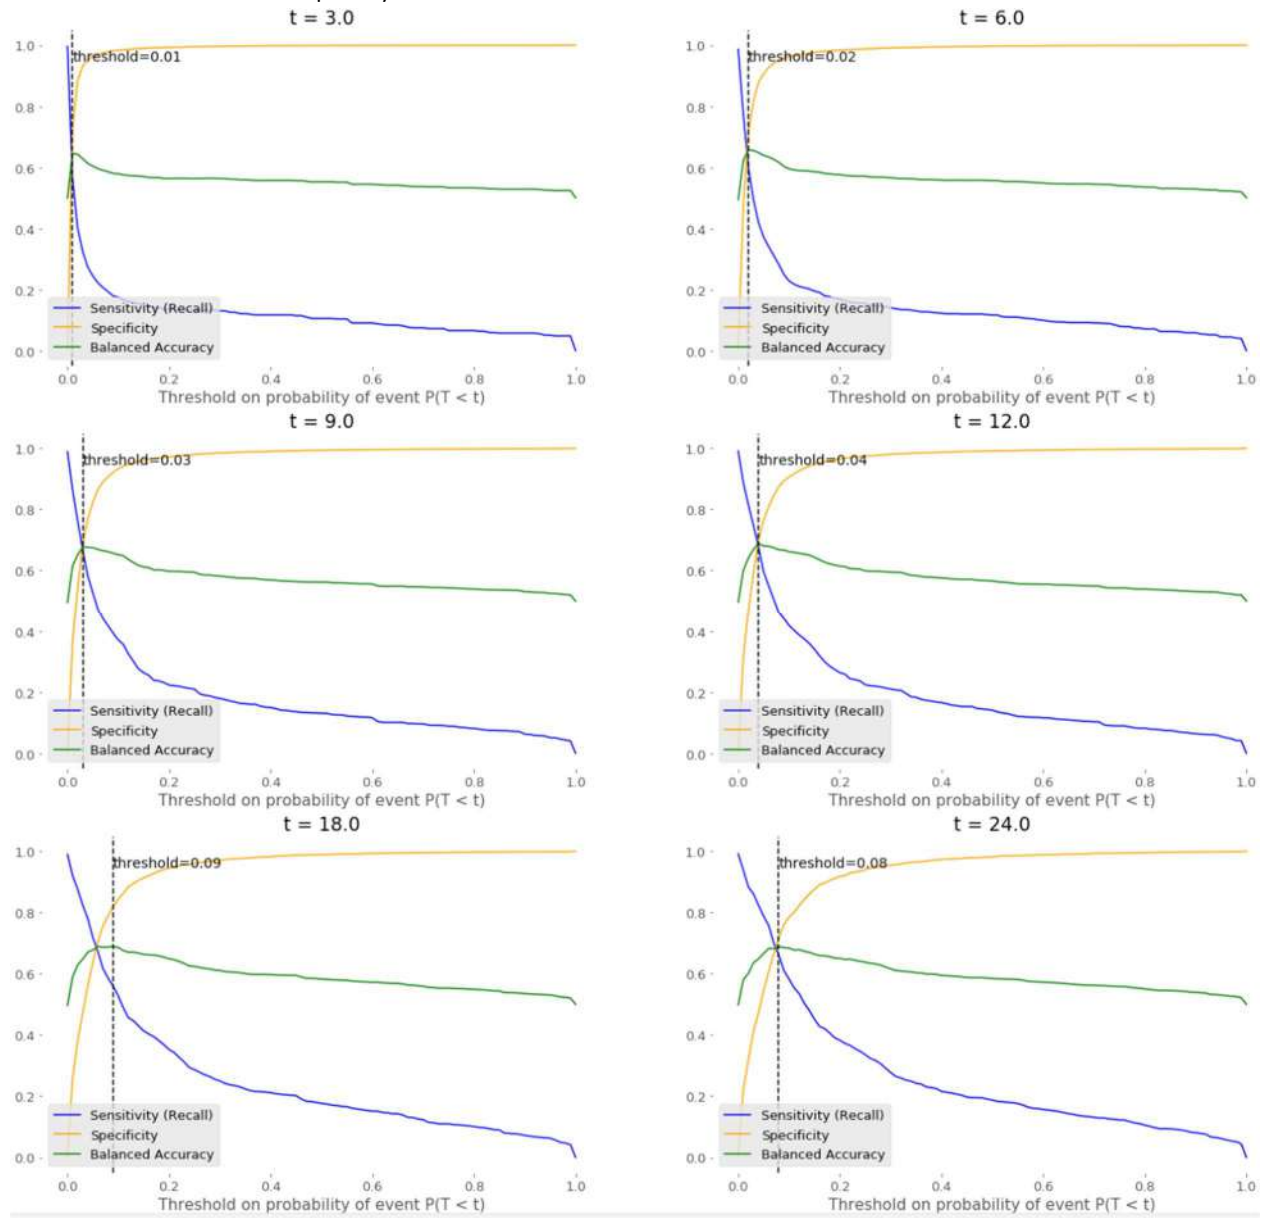 t = 3.0
1.0
0.8
0.6
0.4
0.2
0.0
threshold=0.01
Sensitivity (Recall)
Specificity
Balanced Accuracy
0.0 0.2 0.4 0.6 0.8 1.0
Threshold on probability of event P(T < t)
t = 6.0
1.0
0.8
0.6
0.4
0.2
0.0
threshold=0.02
Sensitivity (Recall)
Specificity
Balanced Accuracy
0.0 0.2 0.4 0.6 0.8 1.0
Threshold on probability of event P(T < t)
t = 9.0
1.0
0.8
0.6
0.4
0.2
0.0
threshold=0.03
Sensitivity (Recall)
Specificity
Balanced Accuracy
0.0 0.2 0.4 0.6 0.8 1.0
Threshold on probability of event P(T < t)
t = 12.0
1.0
0.8
0.6
0.4
0.2
0.0
threshold=0.04
Sensitivity (Recall)
Specificity
Balanced Accuracy
0.0 0.2 0.4 0.6 0.8 1.0
Threshold on probability of event P(T < t)
t = 18.0
1.0
0.8
0.6
0.4
0.2
0.0
threshold=0.09
Sensitivity (Recall)
Specificity
Balanced Accuracy
0.0 0.2 0.4 0.6 0.8 1.0
Threshold on probability of event P(T < t)
t = 24.0
1.0
0.8
0.6
0.4
0.2
0.0
threshold=0.08
Sensitivity (Recall)
Specificity
Balanced Accuracy
0.0 0.2 0.4 0.6 0.8 1.0
Threshold on probability of event P(T < t)